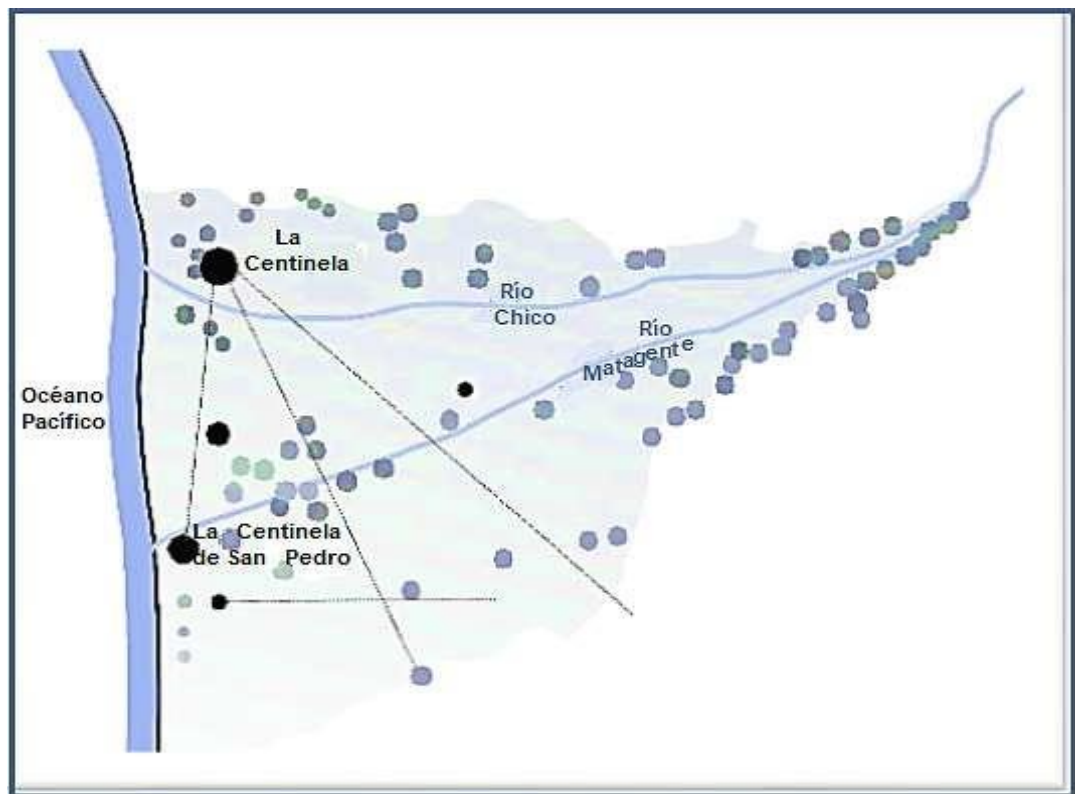 La
Centinela
Río
Chico
Río
Matagente
Océano
Pacífico
La Centinela
de San Pedro